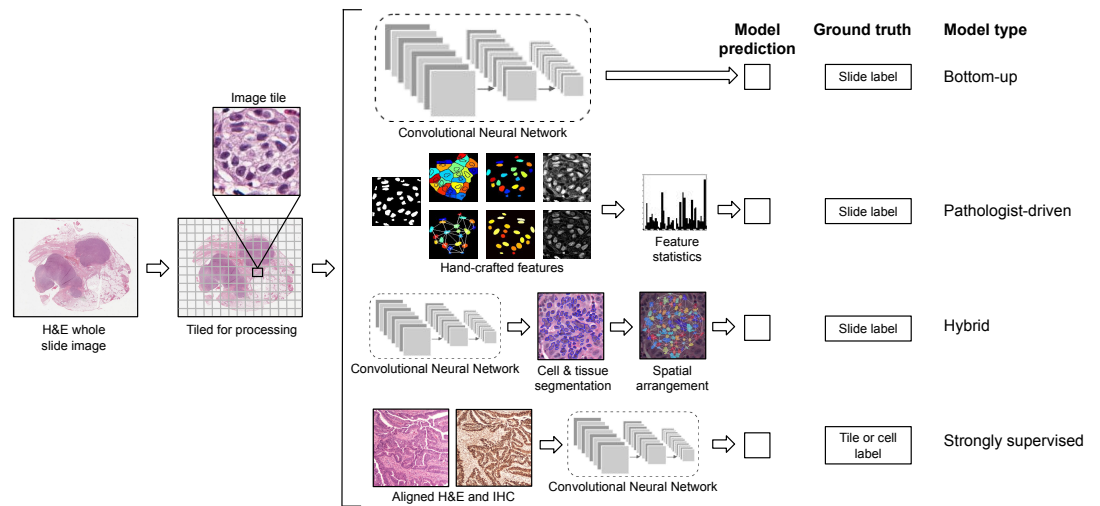 Model
prediction
Ground truth
Model type
Image tile
Convolutional Neural Network
Slide label
Bottom-up
Hand-crafted features
Feature
statistics
Slide label
Pathologist-driven
H&E whole
slide image
Tiled for processing
Convolutional Neural Network
Cell & tissue
segmentation
Spatial
arrangement
Slide label
Hybrid
Aligned H&E and IHC
Convolutional Neural Network
Tile or cell
label
Strongly supervised